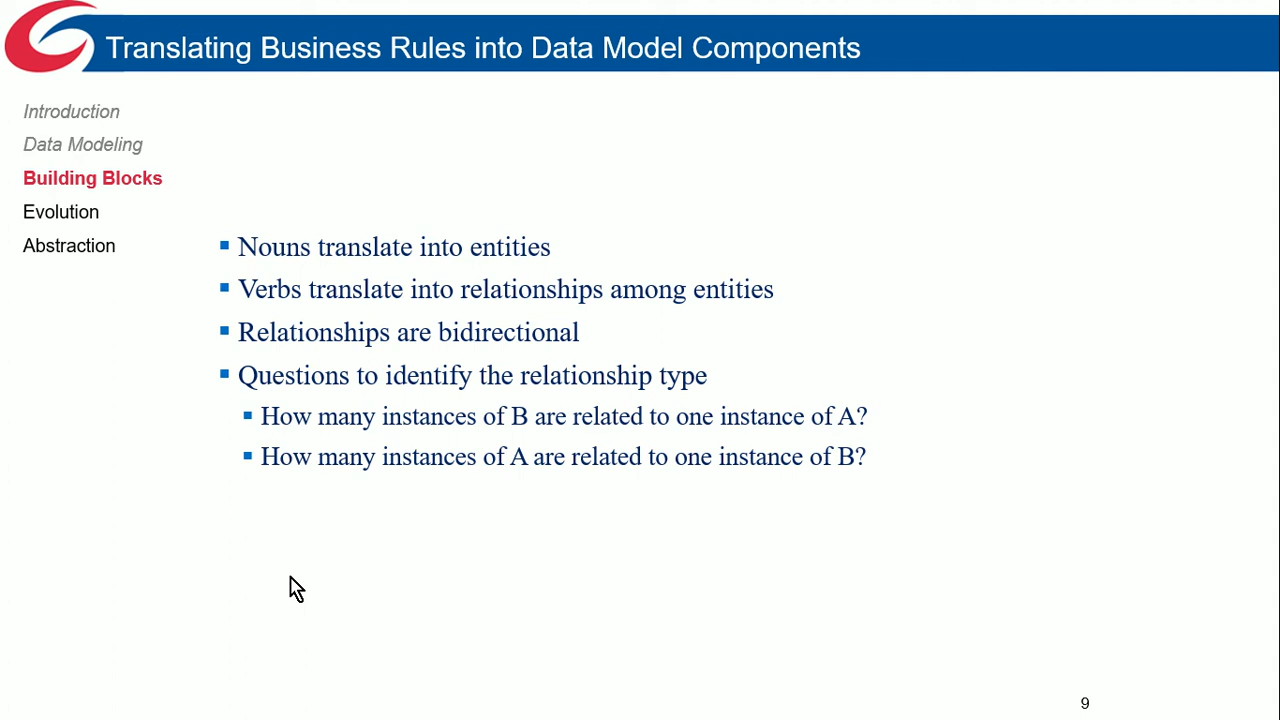 Translating Business Rules into Data Model Components
Introduction
Data Modeling
Building Blocks
Evolution
Abstraction
Nouns translate into entities
Verbs translate into relationships among entities
Relationships are bidirectional
Questions to identify the relationship type
How many instances of B are related to one instance of A?
How many instances of A are related to one instance of B?
9